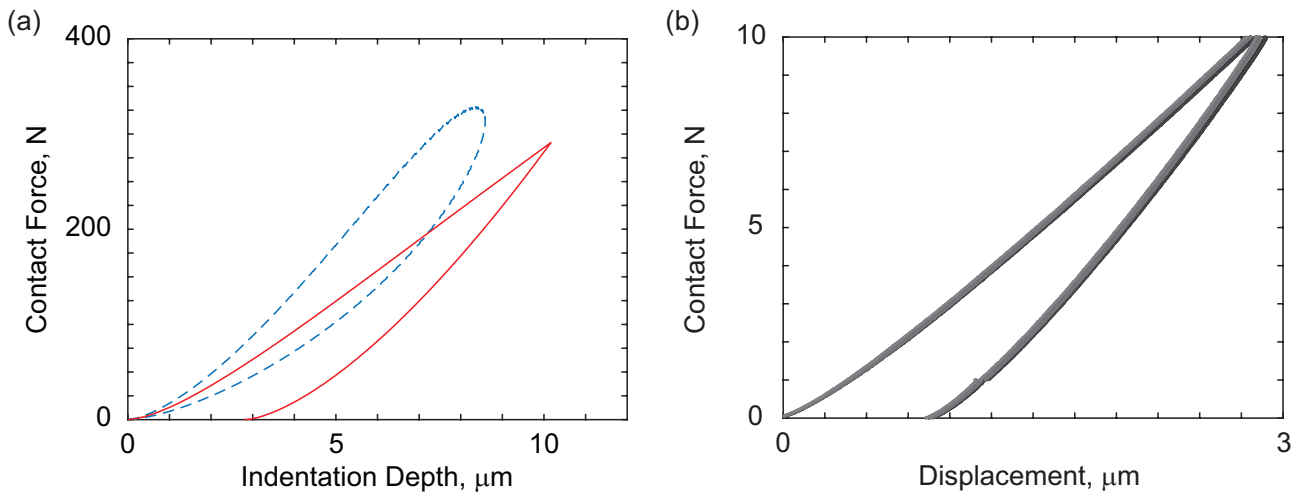 (a)
400
200
0
0
5
10
Contact Force, N
Indentation Depth, μm
(b)
10
5
0
0
3
Contact Force, N
Displacement, μm